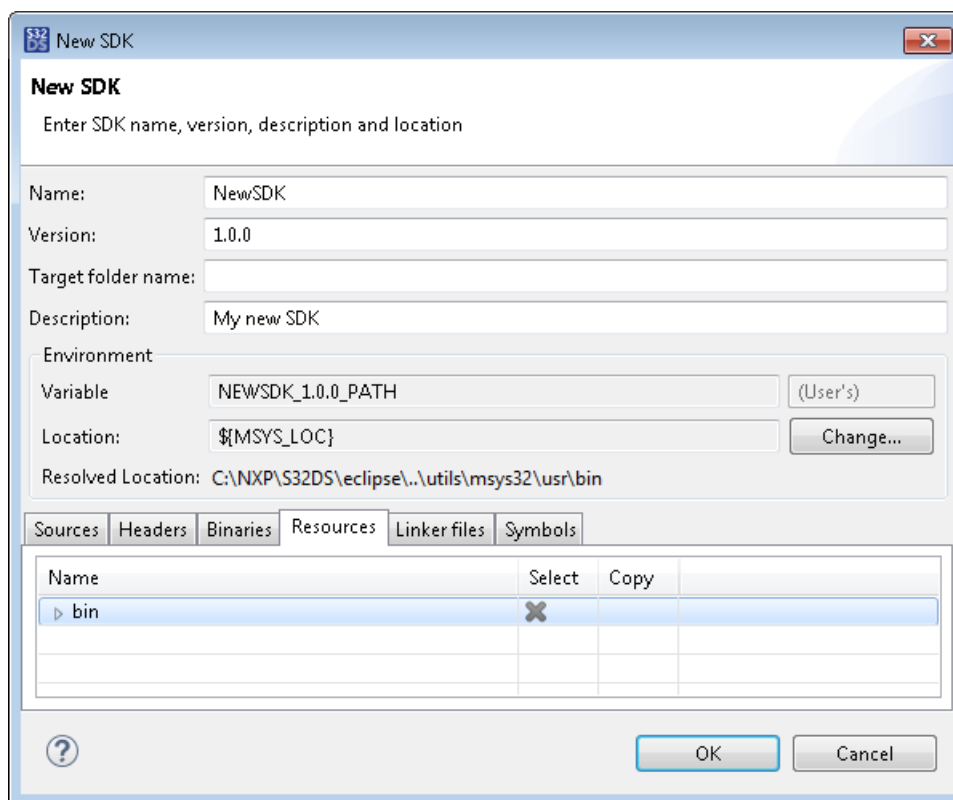 S32 DS New SDK
New SDK
Enter SDK name, version, description and location
Name: NewSDK
Version: 1.0.0
Target folder name:
Description: My new SDK
Environment
Variable NEWSDK_1.0.0_PATH (User's)
Location: ${MSYS_LOC} Change...
Resolved Location: C:\NXP\S32DS\eclipse\..\utils\msys32\usr\bin
Sources Headers Binaries Resources Linker files Symbols
Name Select Copy
bin
? OK Cancel